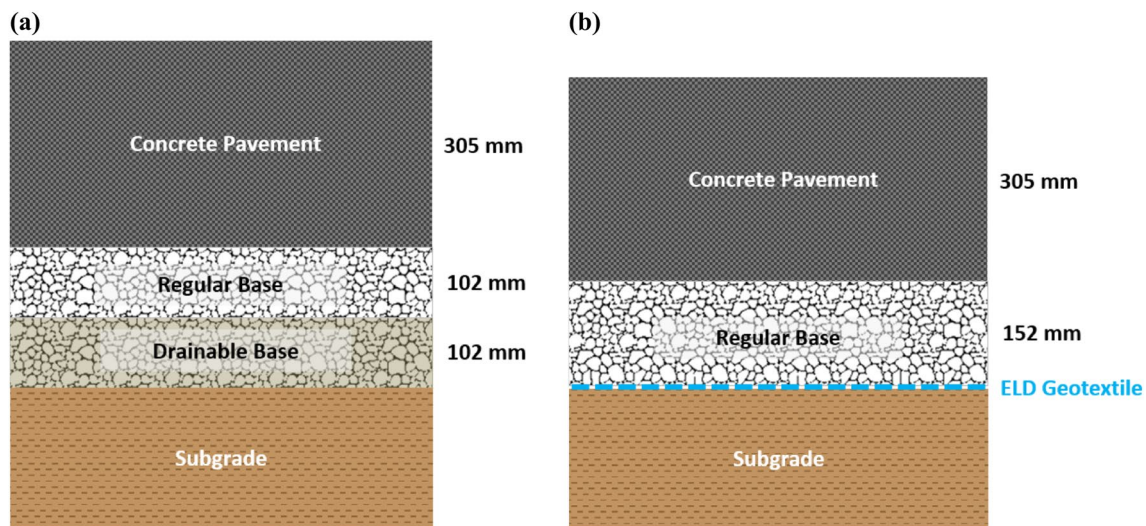 (a)
Concrete Pavement
305 mm
Regular Base
102 mm
Drainable Base
102 mm
Subgrade
(b)
Concrete Pavement
305 mm
Regular Base
152 mm
ELD Geotextile
Subgrade